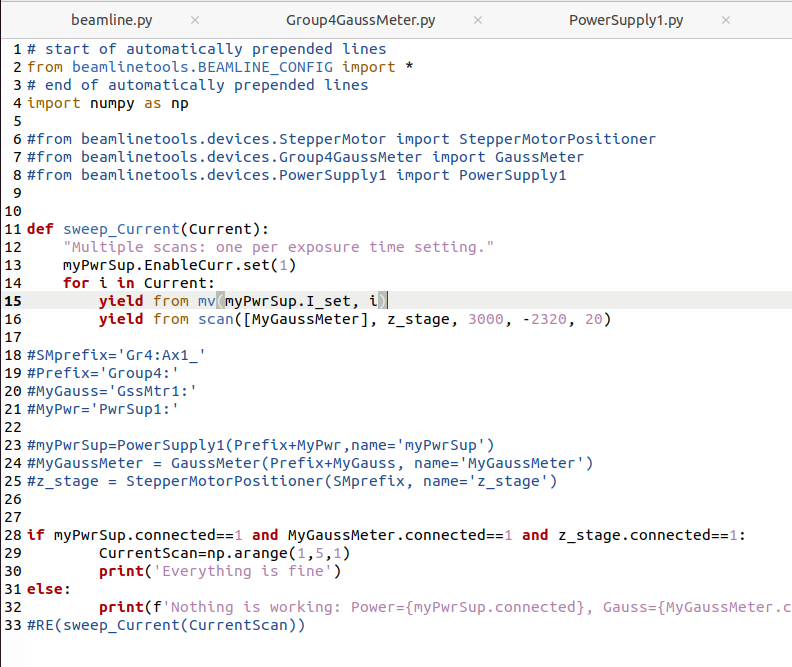 beamline.py × Group4GaussMeter.py × PowerSupply1.py ×
1 # start of automatically prepended lines
2 from beamlinetools.BEAMLINE_CONFIG import *
3 # end of automatically prepended lines
4 import numpy as np
5
6 #from beamlinetools.devices.StepperMotor import StepperMotorPositioner
7 #from beamlinetools.devices.Group4GaussMeter import GaussMeter
8 #from beamlinetools.devices.PowerSupply1 import PowerSupply1
9
10
11 def sweep_Current(Current):
12     "Multiple scans: one per exposure time setting."
13     myPwrSup.EnableCurr.set(1)
14     for i in Current:
15         yield from mv(myPwrSup.I_set, i)
16         yield from scan([MyGaussMeter], z_stage, 3000, -2320, 20)
17
18 #SMprefix='Gr4:Ax1_'
19 #Prefix='Group4:'
20 #MyGauss='GssMtr1:'
21 #MyPwr='PwrSup1:'
22
23 #myPwrSup=PowerSupply1(Prefix+MyPwr,name='myPwrSup')
24 #MyGaussMeter = GaussMeter(Prefix+MyGauss, name='MyGaussMeter')
25 #z_stage = StepperMotorPositioner(SMprefix, name='z_stage')
26
27
28 if myPwrSup.connected==1 and MyGaussMeter.connected==1 and z_stage.connected==1:
29         CurrentScan=np.arange(1,5,1)
30         print('Everything is fine')
31 else:
32         print(f'Nothing is working: Power={myPwrSup.connected}, Gauss={MyGaussMeter.c
33 #RE(sweep_Current(CurrentScan))